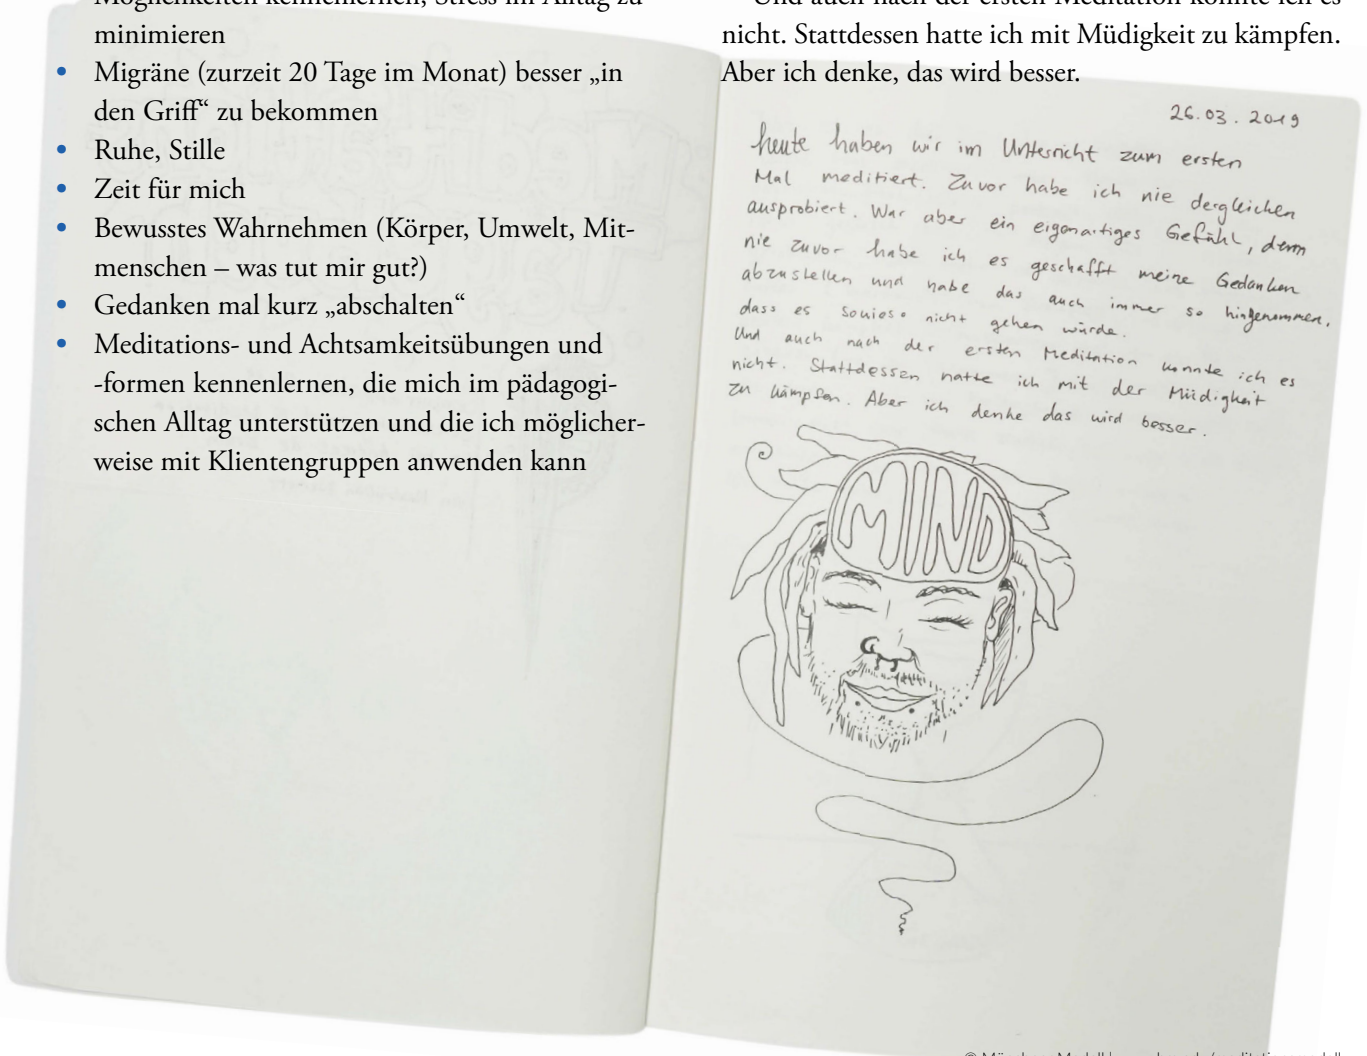 Möglichkeiten kennenlernen, Stress im Alltag zu
minimieren
• Migräne (zurzeit 20 Tage im Monat) besser „in
den Griff“ zu bekommen
• Ruhe, Stille
• Zeit für mich
• Bewusstes Wahrnehmen (Körper, Umwelt, Mit-
menschen – was tut mir gut?)
• Gedanken mal kurz „abschalten“
• Meditations- und Achtsamkeitsübungen und
-formen kennenlernen, die mich im pädagogi-
schen Alltag unterstützen und die ich möglicher-
weise mit Klientengruppen anwenden kann
Und auch nach der ersten Meditation konnte ich es
nicht. Stattdessen hatte ich mit Müdigkeit zu kämpfen.
Aber ich denke, das wird besser.
26.03.2019
heute haben wir im Unterricht zum ersten
Mal meditiert. Zuvor habe ich nie dergleichen
ausprobiert. War aber ein eigenartiges Gefühl, denn
nie zuvor habe ich es geschafft meine Gedanken
abzustellen und habe das auch immer so hingenommen,
dass es sowieso nicht gehen würde.
Und auch nach der ersten Meditation konnte ich es
nicht. Stattdessen hatte ich mit der Müdigkeit
zu kämpfen. Aber ich denke das wird besser.
MIND